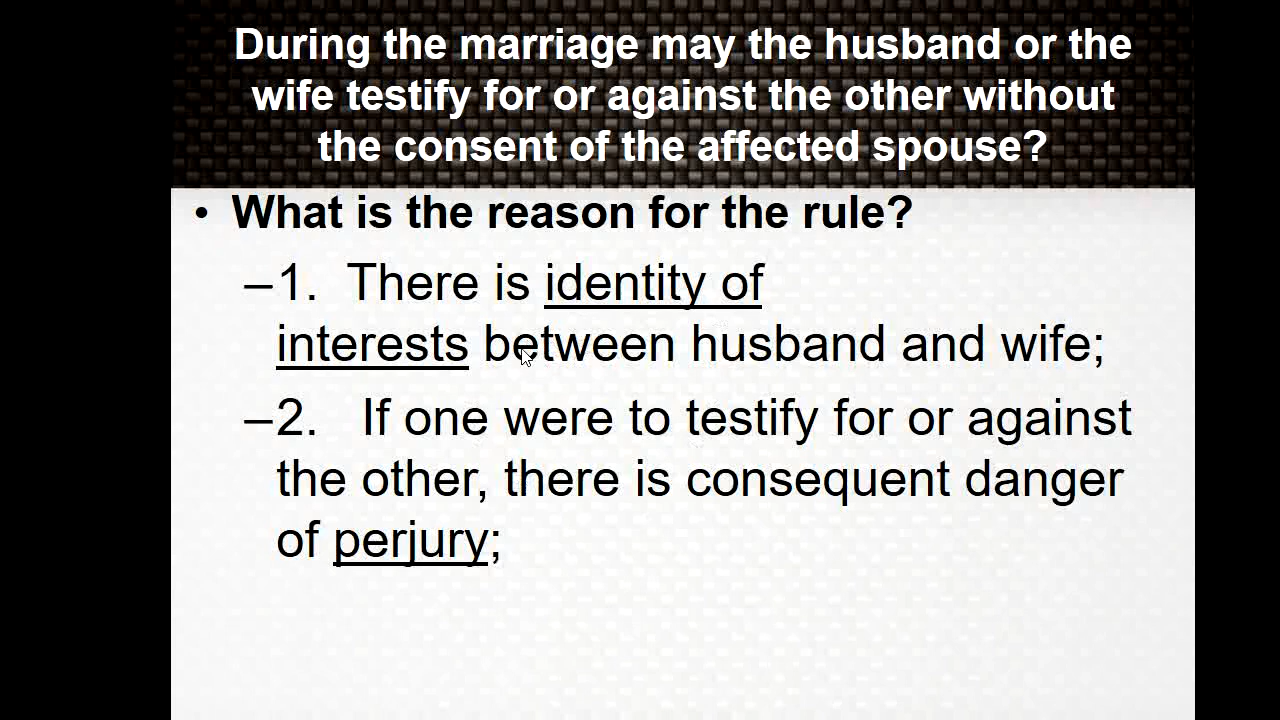 During the marriage may the husband or the
wife testify for or against the other without
the consent of the affected spouse?
• What is the reason for the rule?
–1. There is identity of
interests between husband and wife;
–2. If one were to testify for or against
the other, there is consequent danger
of perjury;